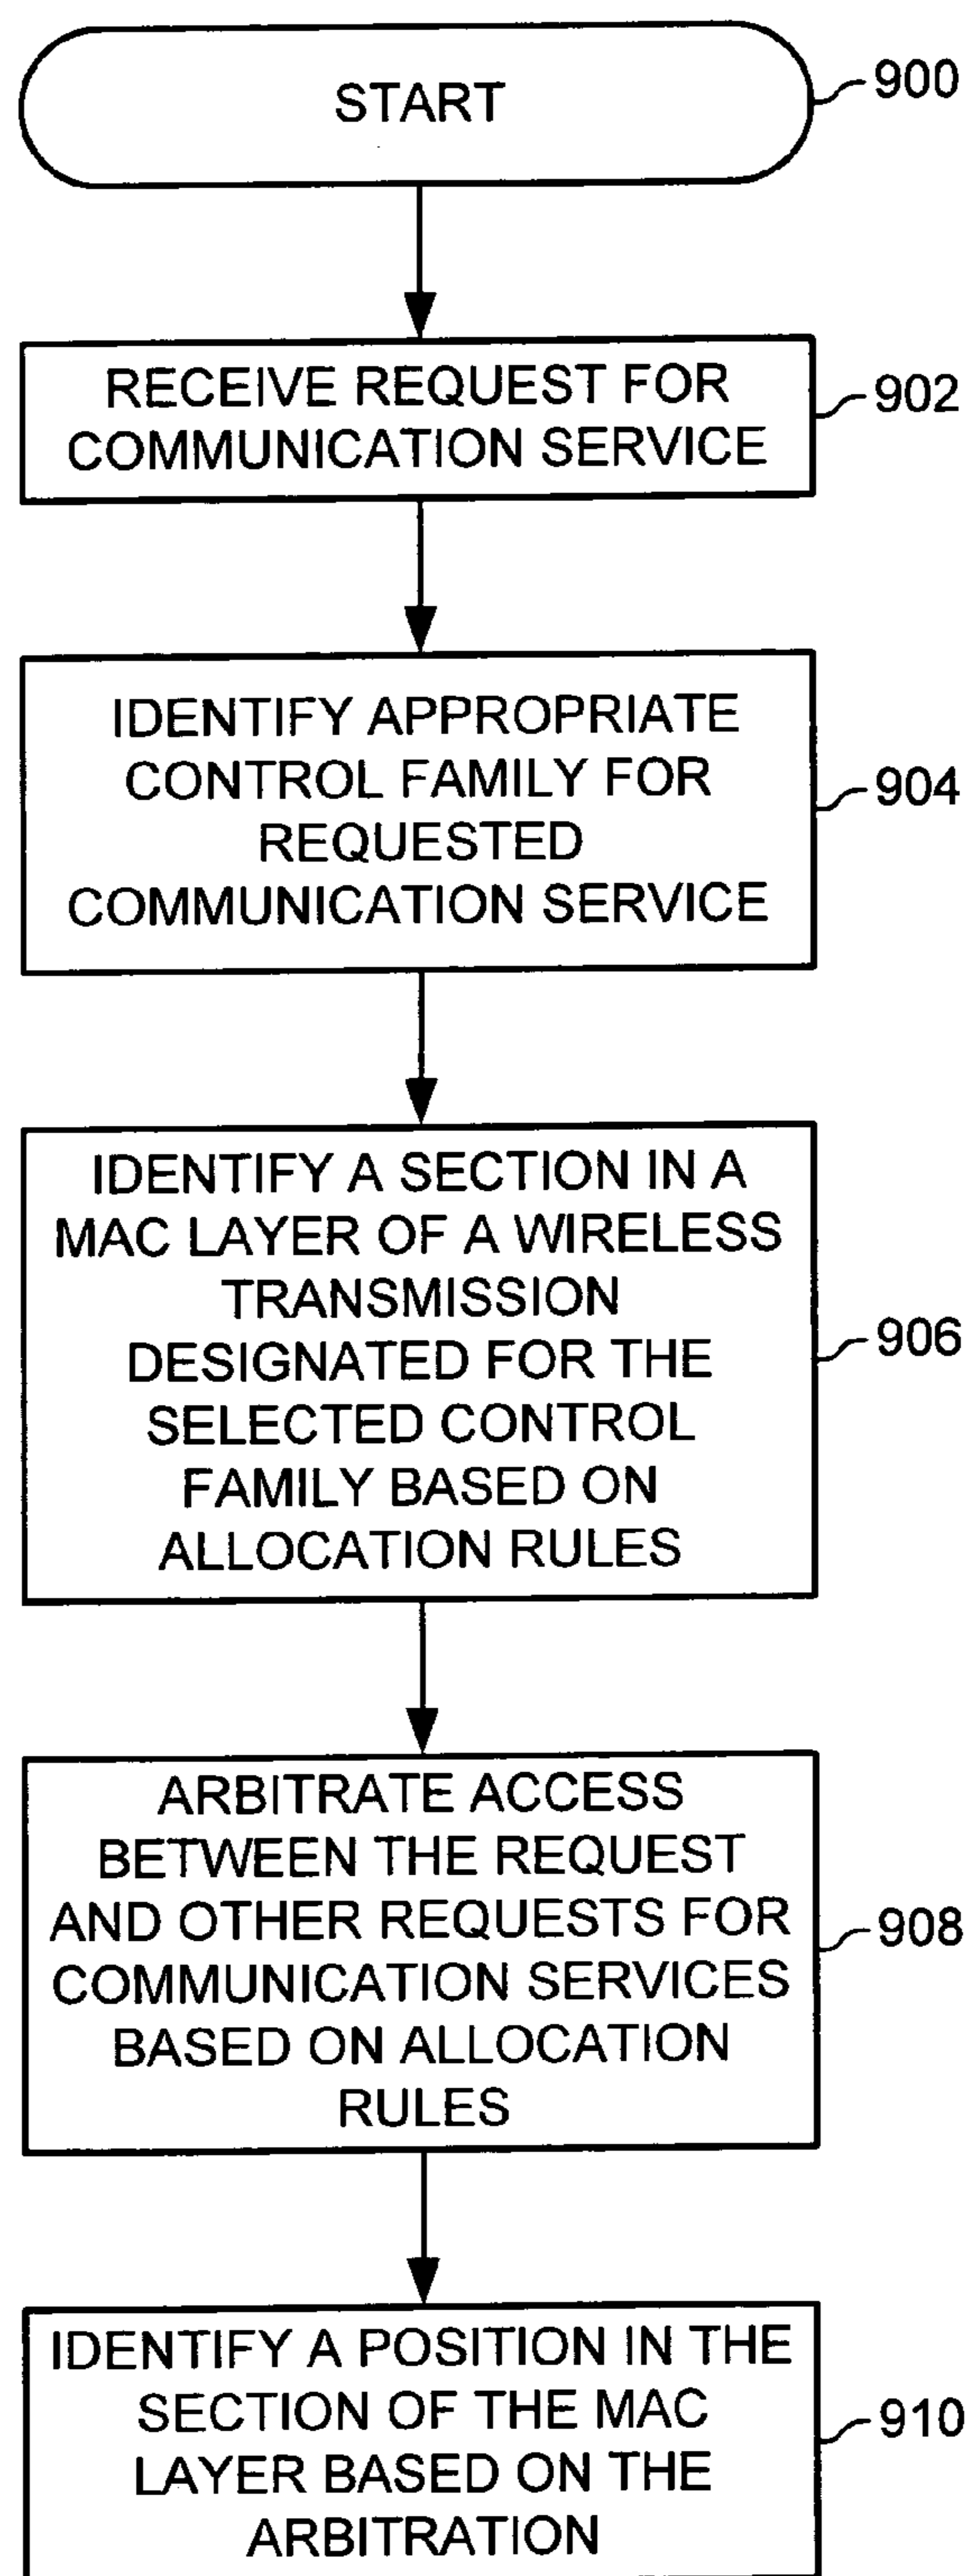 START
900
RECEIVE REQUEST FOR
COMMUNICATION SERVICE
902
IDENTIFY APPROPRIATE
CONTROL FAMILY FOR
REQUESTED
COMMUNICATION SERVICE
904
IDENTIFY A SECTION IN A
MAC LAYER OF A WIRELESS
TRANSMISSION
DESIGNATED FOR THE
SELECTED CONTROL
FAMILY BASED ON
ALLOCATION RULES
906
ARBITRATE ACCESS
BETWEEN THE REQUEST
AND OTHER REQUESTS FOR
COMMUNICATION SERVICES
BASED ON ALLOCATION
RULES
908
IDENTIFY A POSITION IN THE
SECTION OF THE MAC
LAYER BASED ON THE
ARBITRATION
910